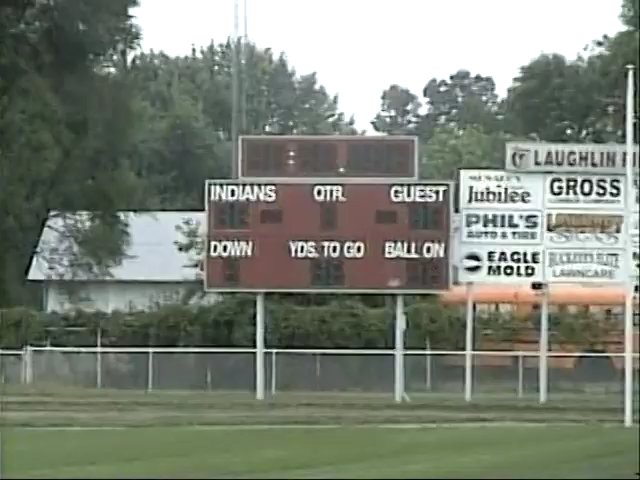 INDIANS QTR. GUEST
DOWN YDS. TO GO BALL ON
LAUGHLIN
Jubilee
GROSS
PHIL'S
AUTO & TIRE
EAGLE
MOLD
LAWNCARE